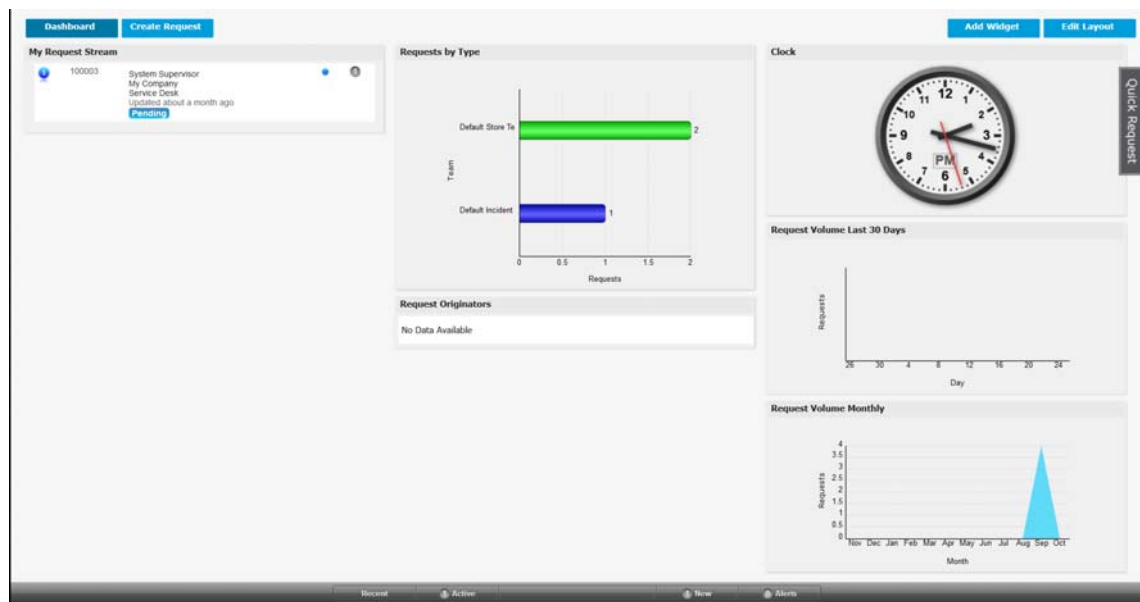 Dashboard
Create Request
Add Widget
Edit Layout
My Request Stream
100003
System Supervisor
My Company
Service Desk
Updated about a month ago
Pending
Requests by Type
Team
Default Store Te
2
Default Incident
1
0 0.5 1 1.5 2
Requests
Request Originators
No Data Available
Clock
12
1
2
3
4
5
6
7
8
9
10
11
PM
Quick Request
Request Volume Last 30 Days
Requests
26 30 4 8 12 16 20 24
Day
Request Volume Monthly
Requests
4
3.5
3
2.5
2
1.5
1
0.5
0
Nov Dec Jan Feb Mar Apr May Jun Jul Aug Sep Oct
Month
Recent
Active
New
Alerts